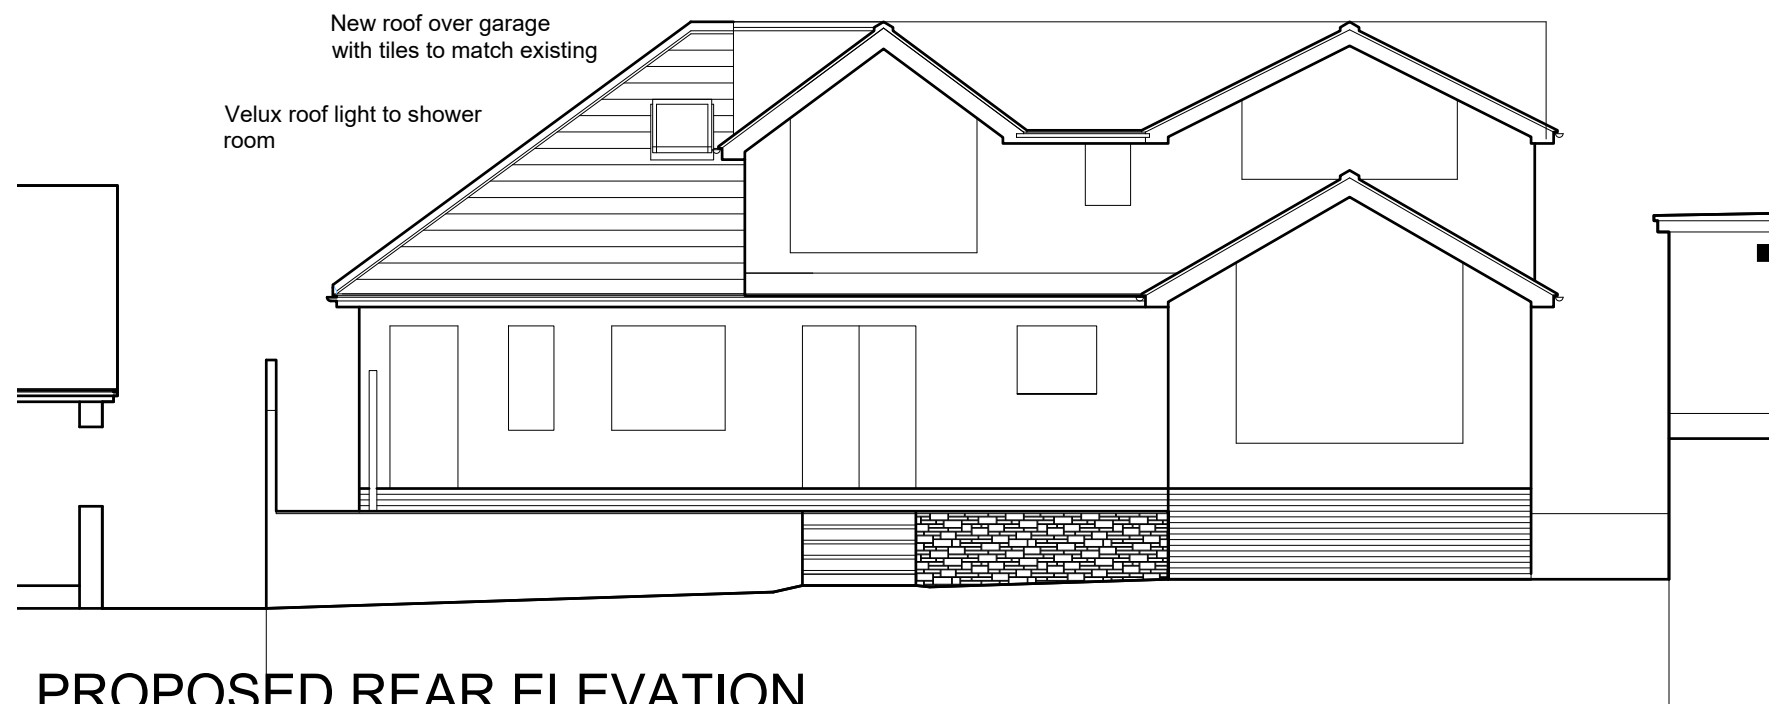 New roof over garage
with tiles to match existing
Velux roof light to shower
room
PROPOSED REAR ELEVATION